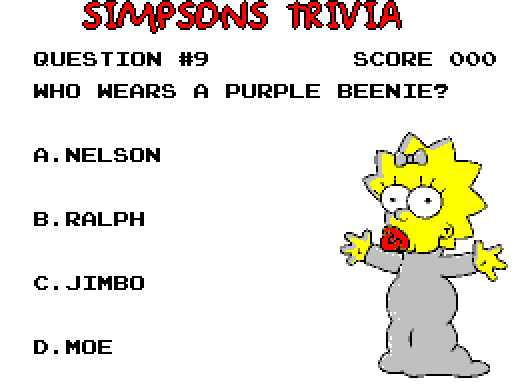 SIMPSONS TRIVIA
QUESTION #9 SCORE 000
WHO WEARS A PURPLE BEENIE?
A.NELSON
B.RALPH
C.JIMBO
D.MOE